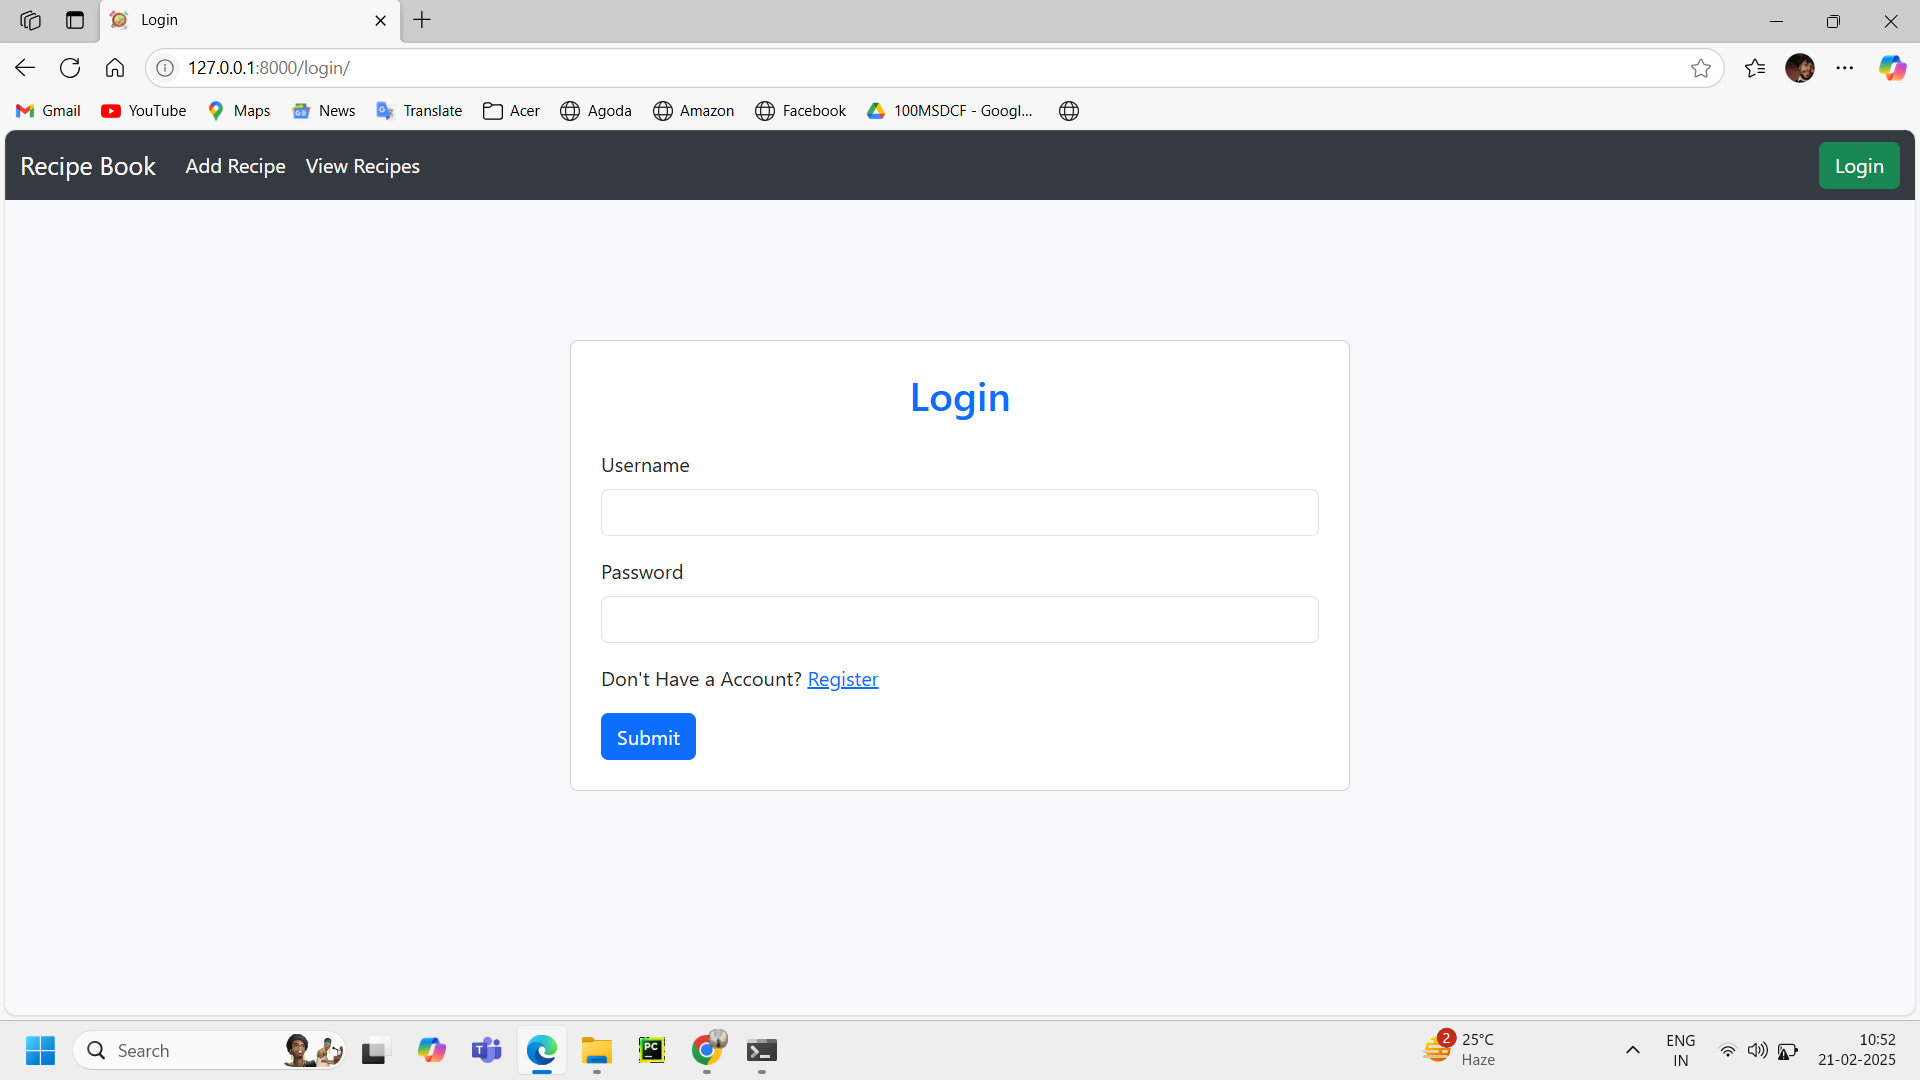 Login
127.0.0.1:8000/login/
Gmail YouTube Maps News Translate Acer Agoda Amazon Facebook 100MSDCF - Googl...
Recipe Book Add Recipe View Recipes Login
Login
Username
Password
Don't Have a Account? Register
Submit
Search
PC
2
25°C
Haze
ENG
IN
10:52
21-02-2025